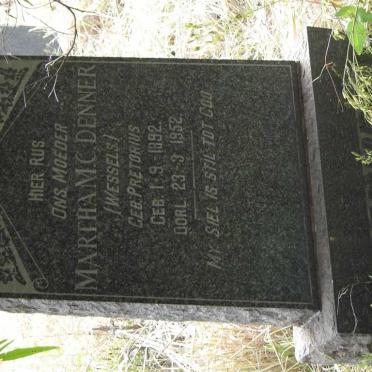 HIER RUS
ONS MOEDER
MARTHA M.C. DENNER
(WESSELS)
GEB. PRETORIUS
GEB. 1.9.1882.
OORL. 23.3.1952.
MY SIEL IS STIL TOT GOD